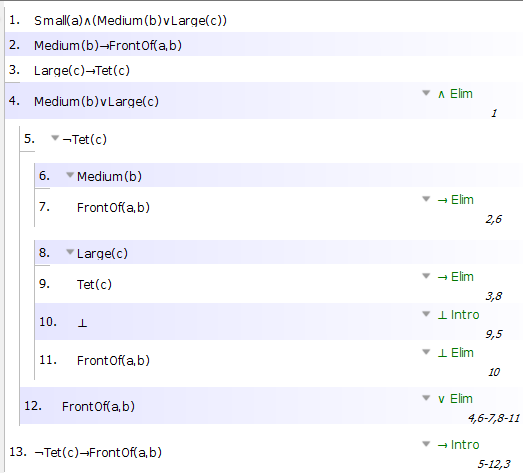 1. Small(a)∧(Medium(b)∨Large(c))
2. Medium(b)→FrontOf(a,b)
3. Large(c)→Tet(c)
4. Medium(b)∨Large(c) ∧ Elim
1
5. ¬Tet(c)
6. Medium(b)
7. FrontOf(a,b) → Elim
2,6
8. Large(c)
9. Tet(c) → Elim
3,8
10. ⊥ ⊥ Intro
9,5
11. FrontOf(a,b) ⊥ Elim
10
12. FrontOf(a,b) ∨ Elim
4,6-7,8-11
13. ¬Tet(c)→FrontOf(a,b) → Intro
5-12,3